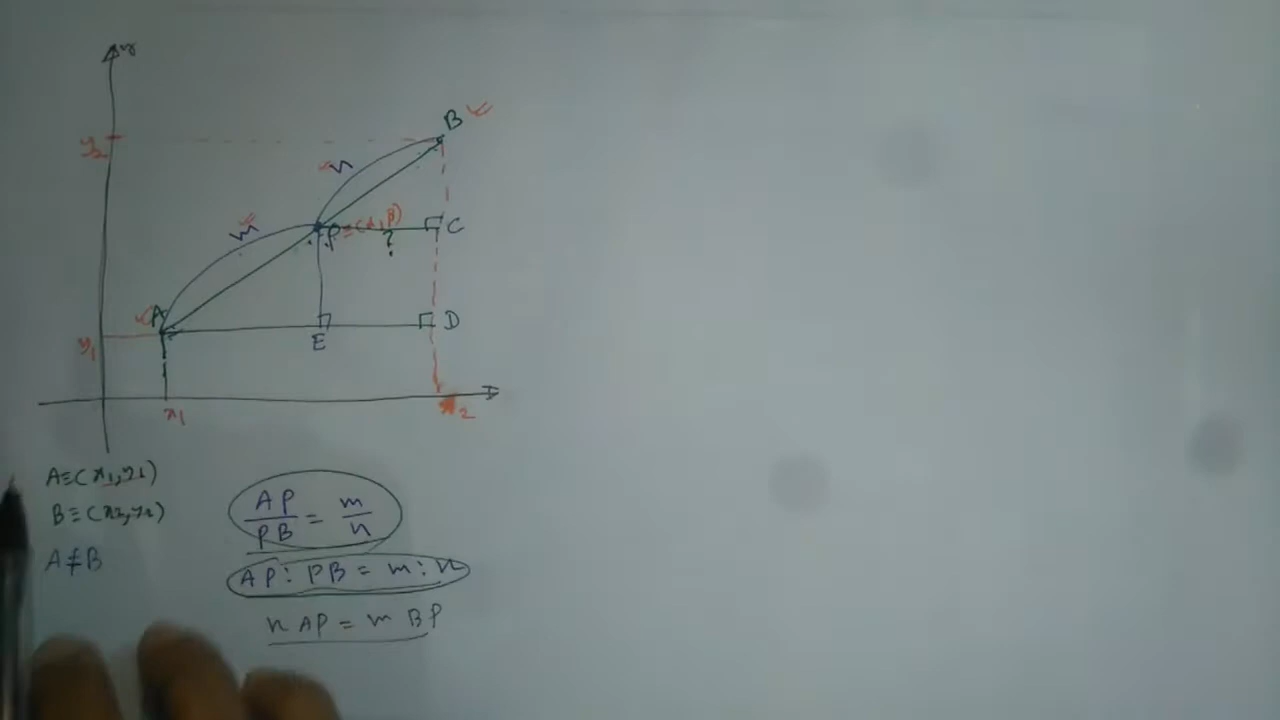 y
B
y₂
n
m
P≡(α,β)
C
?
A
D
y₁
E
x₁
x₂
A≡(x₁,y₁)
B≡(x₂,y₂)
A≠B
AP/PB = m/n
AP : PB = m : n
n AP = m BP